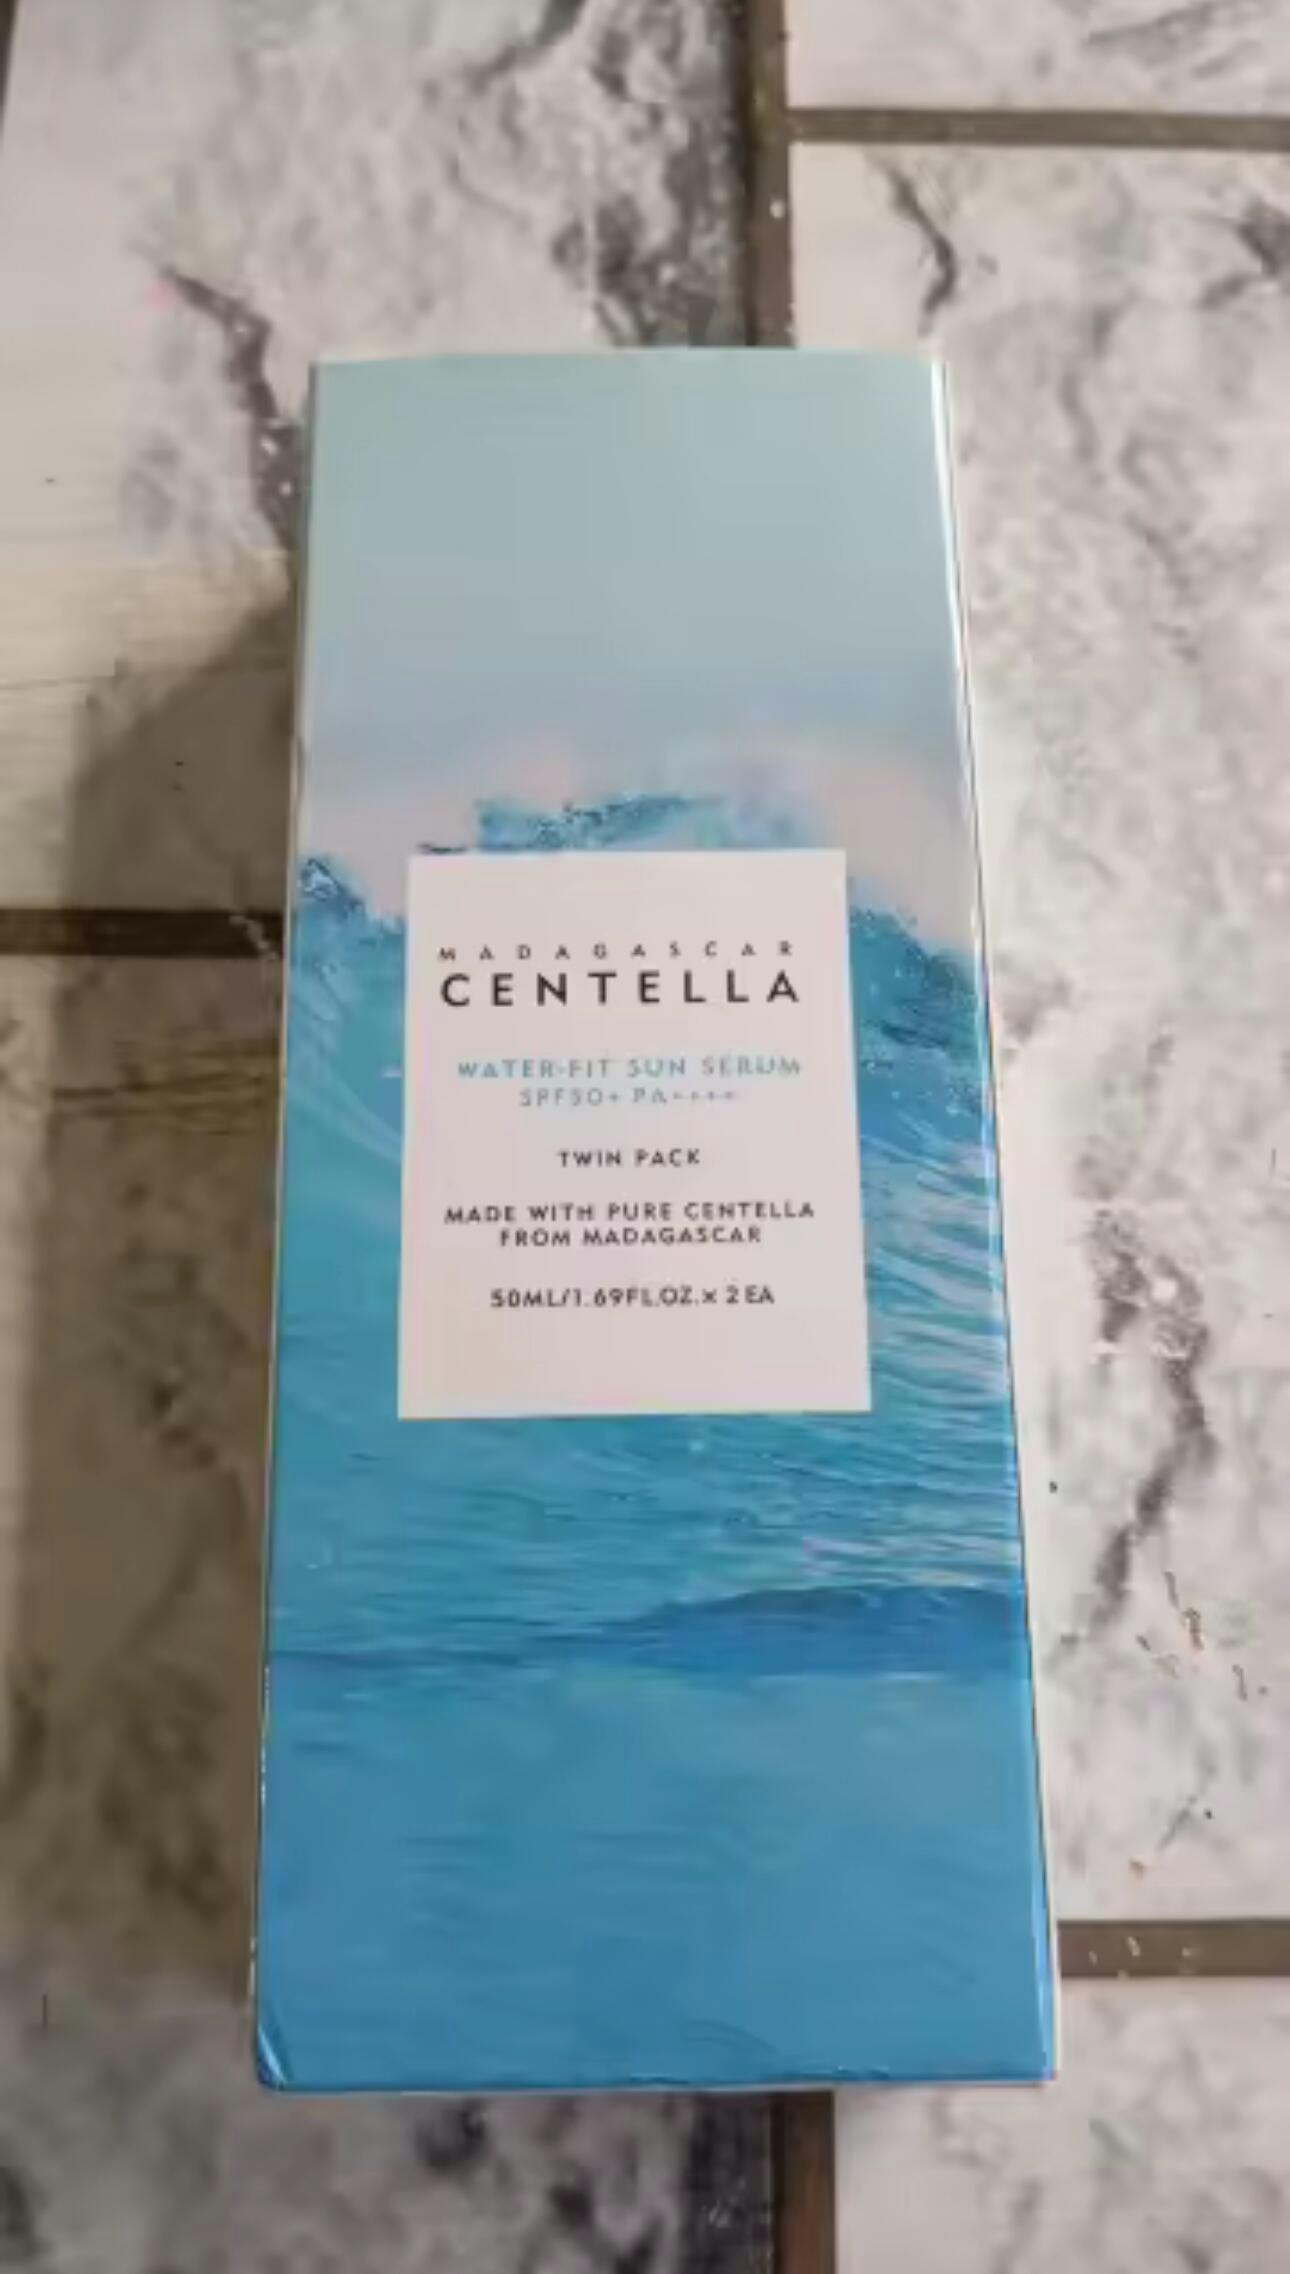 MADAGASCAR
CENTELLA
WATER-FIT SUN SERUM
SPF50+ PA++++
TWIN PACK
MADE WITH PURE CENTELLA
FROM MADAGASCAR
50ML/1.69FL.OZ.x 2 EA